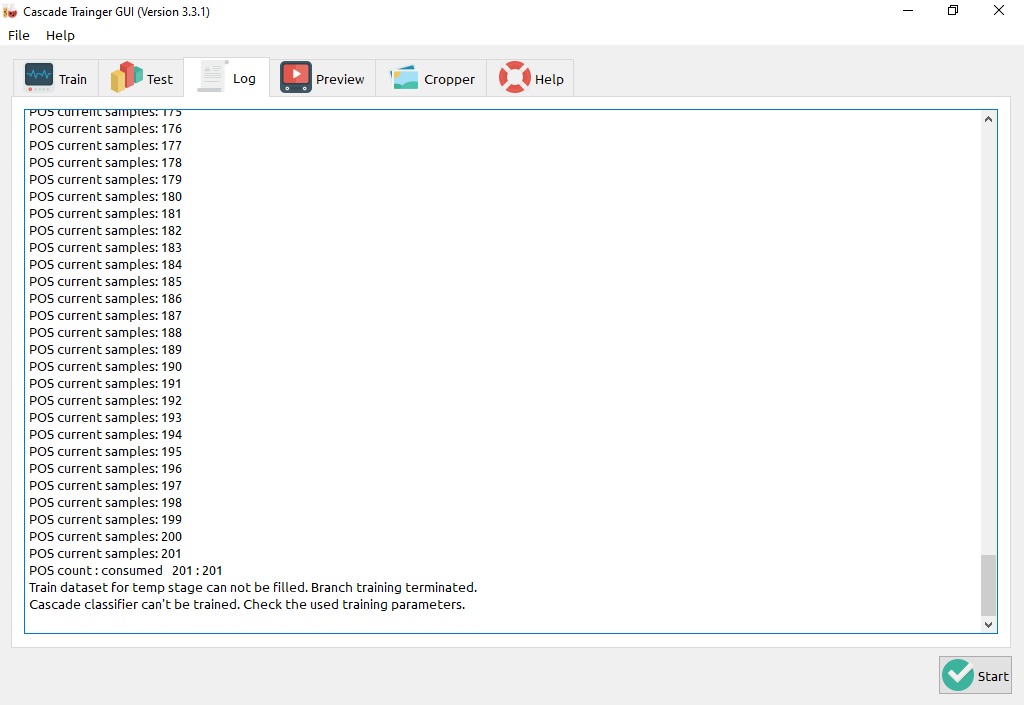 Cascade Trainger GUI (Version 3.3.1)
File Help
Train Test Log Preview Cropper Help
POS current samples: 175
POS current samples: 176
POS current samples: 177
POS current samples: 178
POS current samples: 179
POS current samples: 180
POS current samples: 181
POS current samples: 182
POS current samples: 183
POS current samples: 184
POS current samples: 185
POS current samples: 186
POS current samples: 187
POS current samples: 188
POS current samples: 189
POS current samples: 190
POS current samples: 191
POS current samples: 192
POS current samples: 193
POS current samples: 194
POS current samples: 195
POS current samples: 196
POS current samples: 197
POS current samples: 198
POS current samples: 199
POS current samples: 200
POS current samples: 201
POS count : consumed 201 : 201
Train dataset for temp stage can not be filled. Branch training terminated.
Cascade classifier can't be trained. Check the used training parameters.
Start